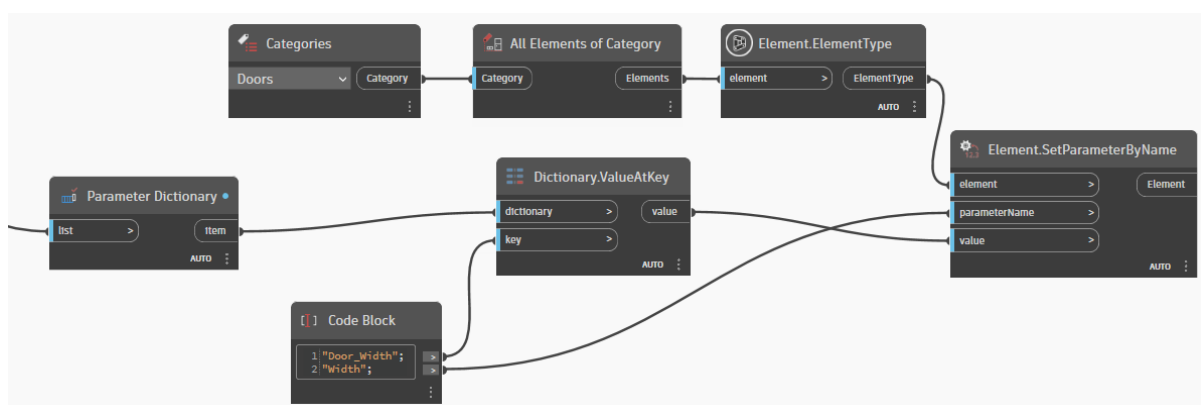 Categories
Doors
Category >
All Elements of Category
Category
Elements
Element.ElementType
element >
ElementType
AUTO
Element.SetParameterByName
element >
Element
parameterName >
value >
AUTO
Dictionary.ValueAtKey
dictionary >
value
key >
AUTO
Parameter Dictionary
list >
item
AUTO
Code Block
1 "Door_Width"; >
2 "Width"; >